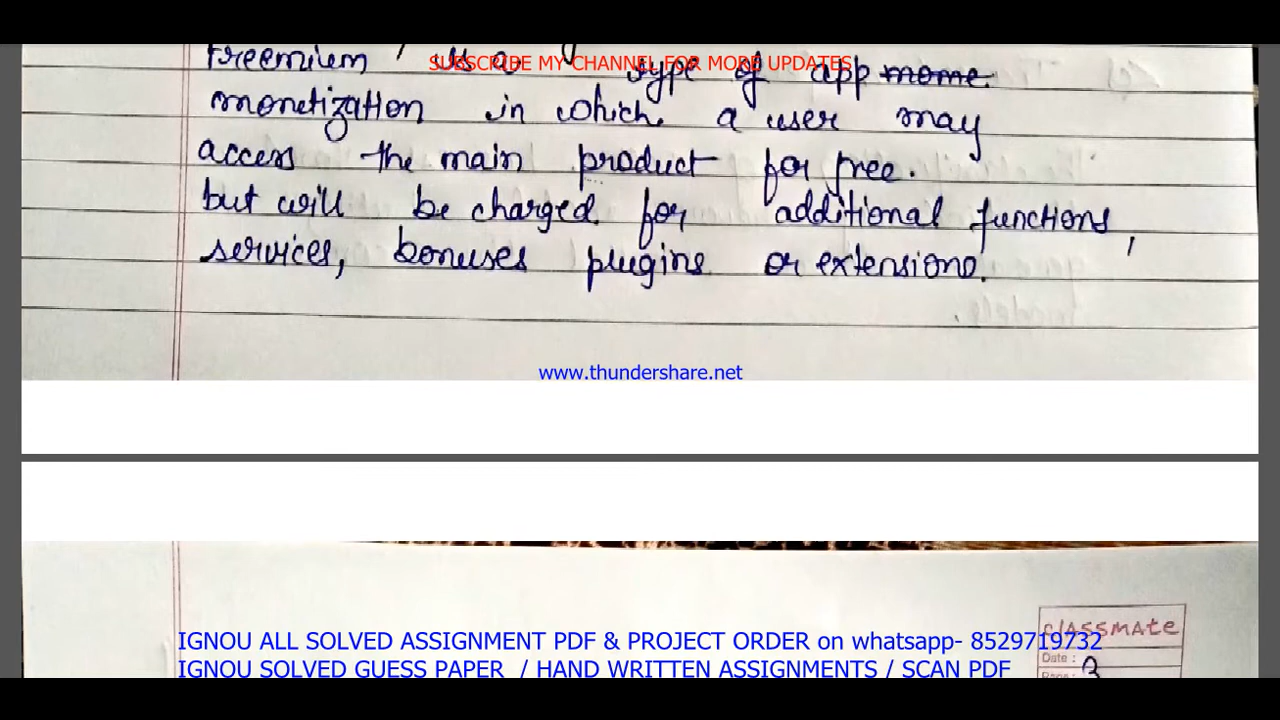 Freemium is a type of app mome.
SUBSCRIBE MY CHANNEL FOR MORE UPDATES
monetization in which a user may
access the main product for free.
but will be charged for additional functions,
services, bonuses plugins or extensions.
www.thundershare.net
classmate
IGNOU ALL SOLVED ASSIGNMENT PDF & PROJECT ORDER on whatsapp- 8529719732
Date :
IGNOU SOLVED GUESS PAPER / HAND WRITTEN ASSIGNMENTS / SCAN PDF